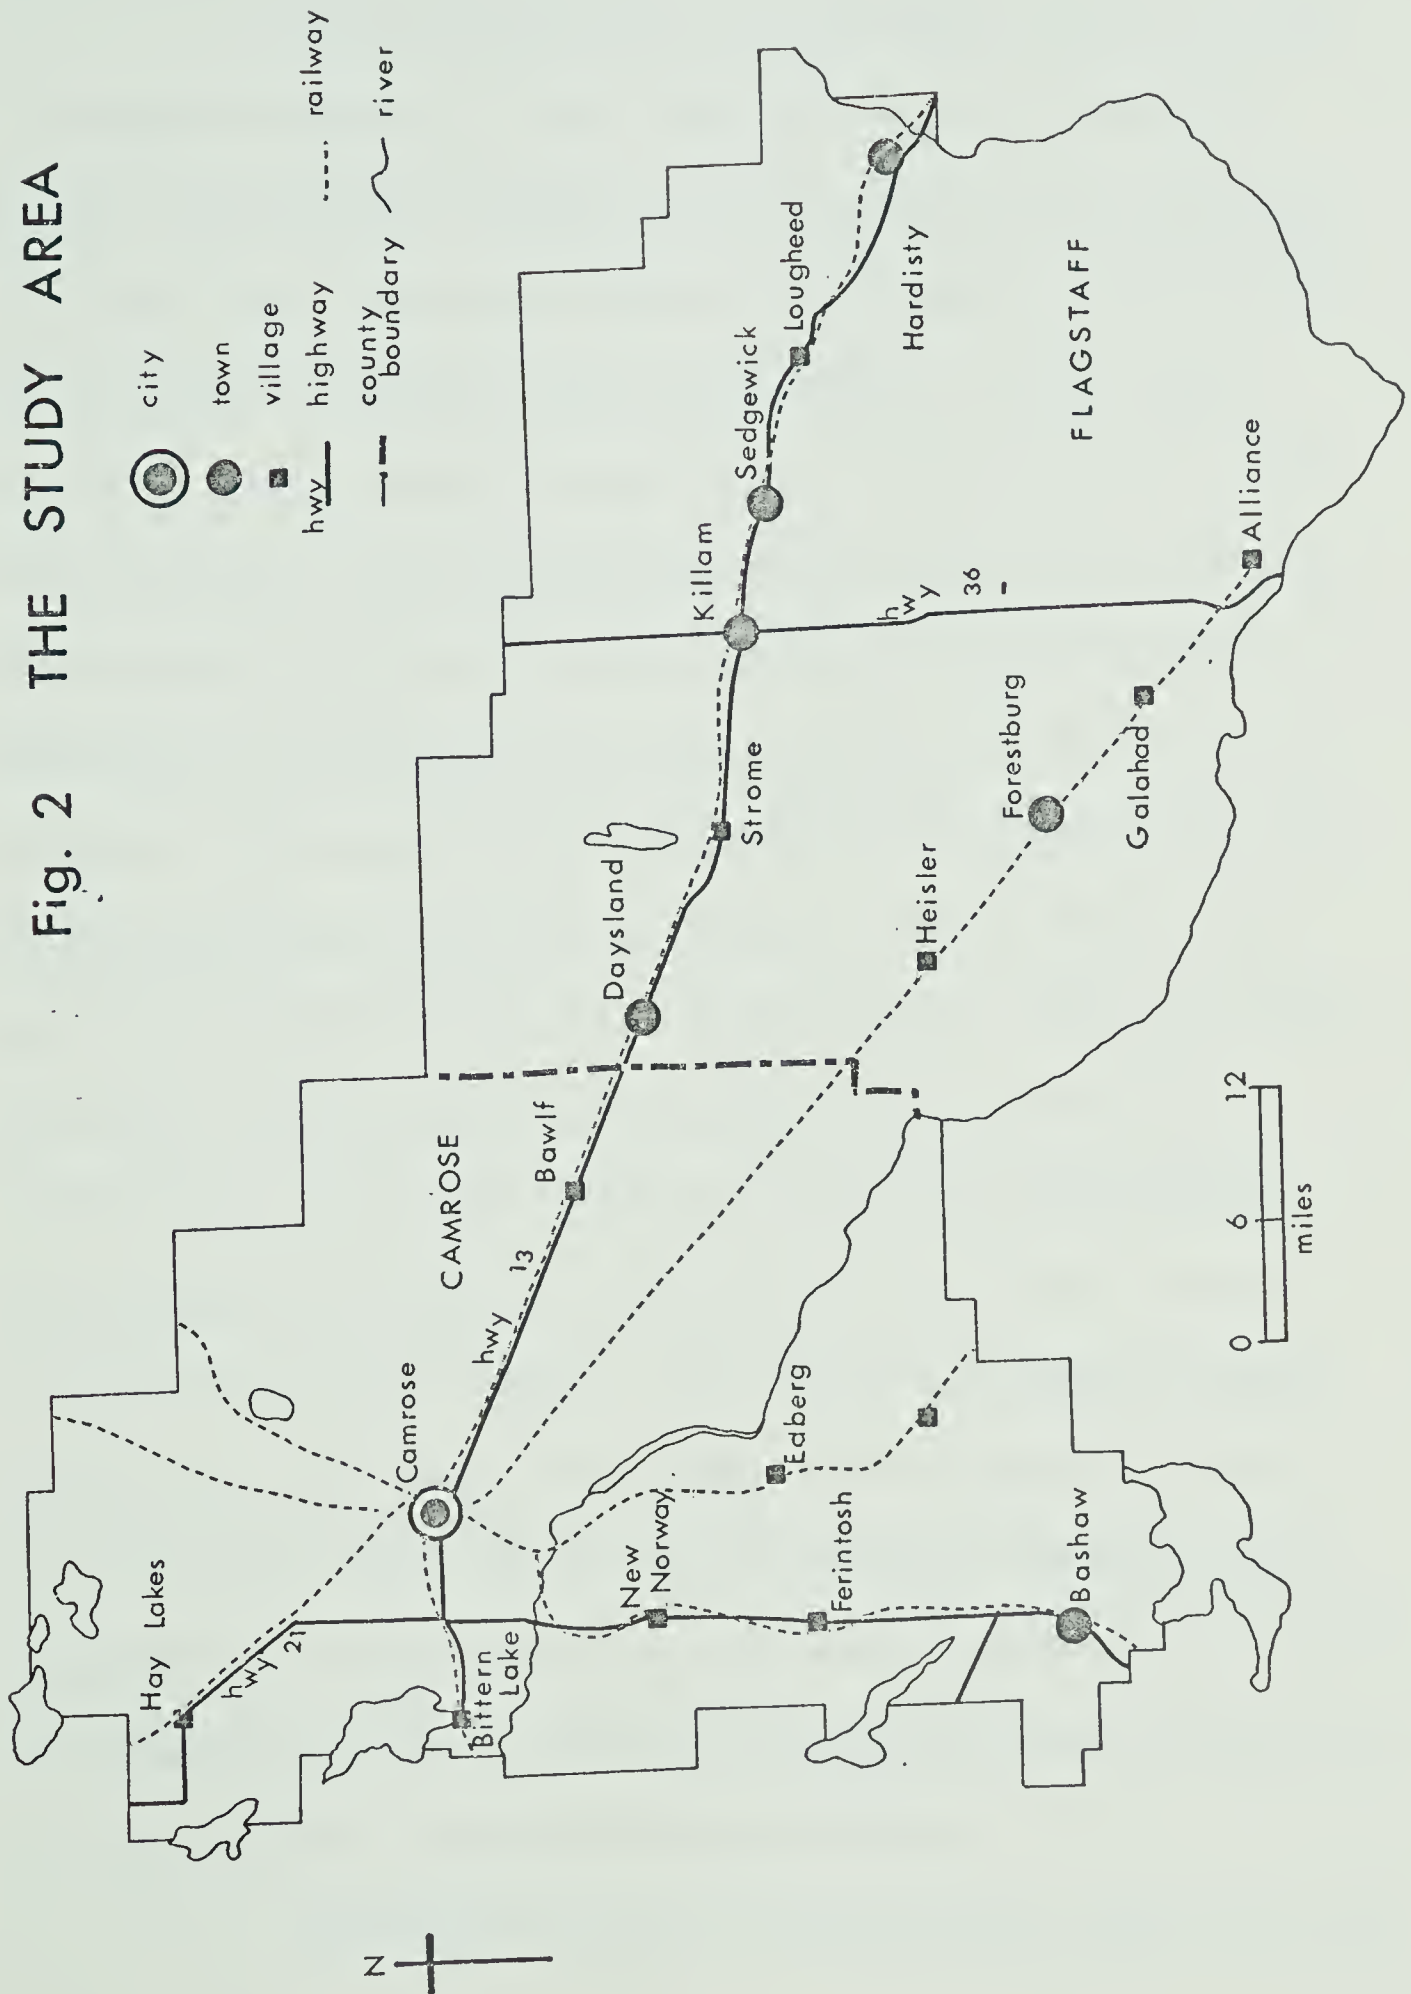 Fig. 2 THE STUDY AREA
city
town
village
hwy highway
county
boundary
railway
river
N
Hay Lakes
hwy 21
Camrose
Bittern
Lake
New
Norway
Ferintosh
Bashaw
Edberg
CAMROSE
hwy 13
Bawlf
Daysland
Strome
Killam
Sedgewick
Lougheed
Hardisty
hwy
36
FLAGSTAFF
Heisler
Forestburg
Galahad
Alliance
0 6 12
miles